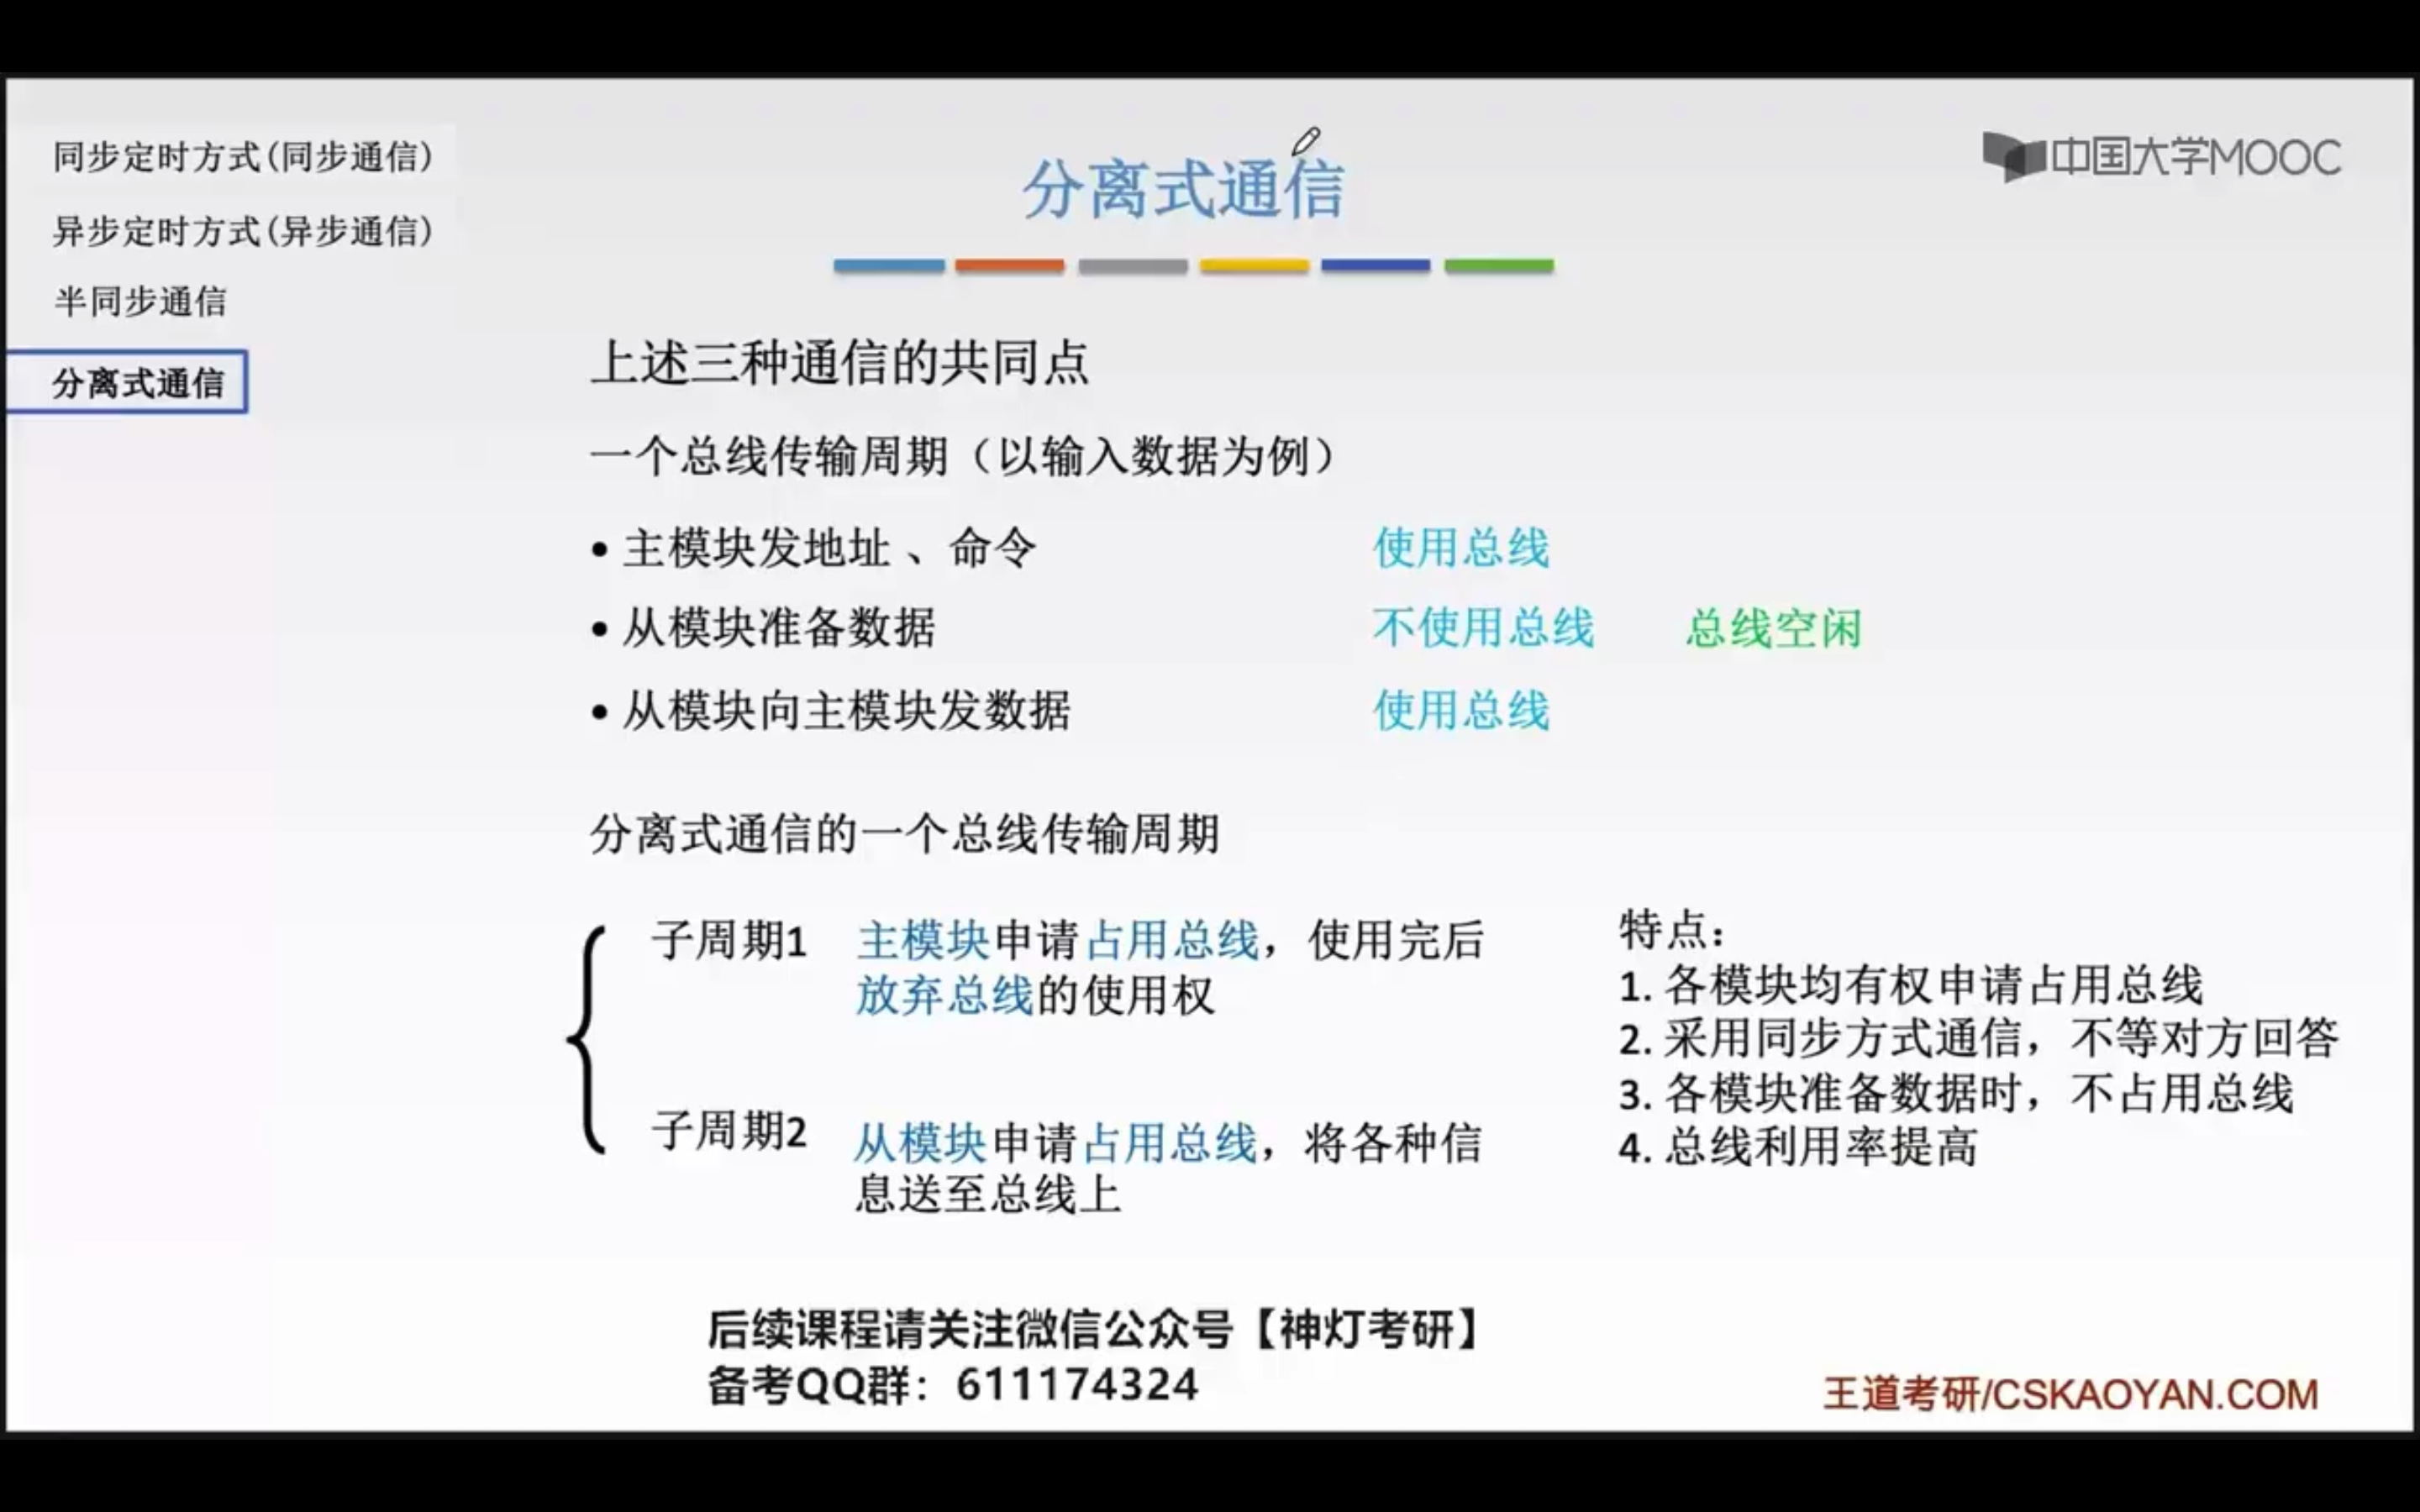 同步定时方式(同步通信)
异步定时方式(异步通信)
半同步通信
分离式通信
分离式通信
中国大学MOOC
上述三种通信的共同点
一个总线传输周期（以输入数据为例）
• 主模块发地址 、命令 使用总线
• 从模块准备数据 不使用总线 总线空闲
• 从模块向主模块发数据 使用总线
分离式通信的一个总线传输周期
子周期1 主模块申请占用总线，使用完后
放弃总线的使用权
子周期2 从模块申请占用总线，将各种信
息送至总线上
特点：
1. 各模块均有权申请占用总线
2. 采用同步方式通信，不等对方回答
3. 各模块准备数据时，不占用总线
4. 总线利用率提高
后续课程请关注微信公众号【神灯考研】
备考QQ群：611174324
王道考研/CSKAOYAN.COM